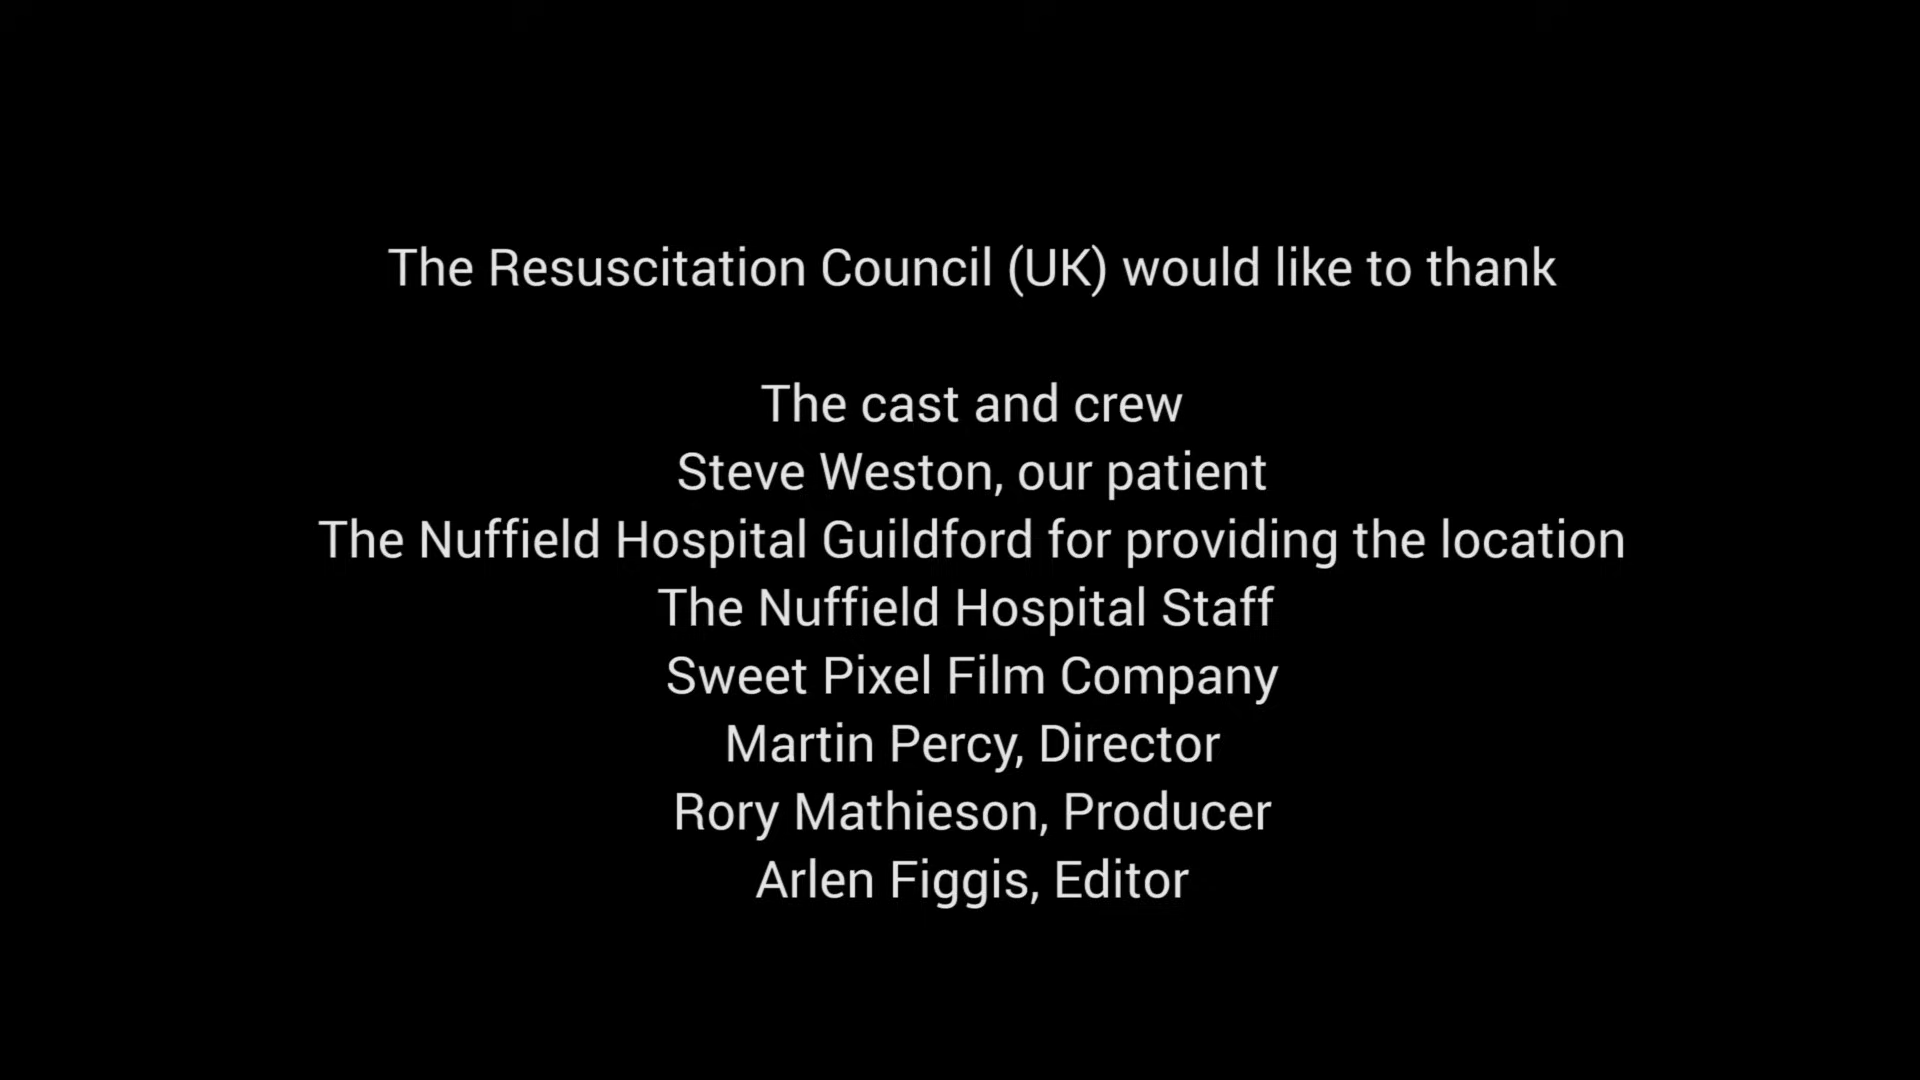 The Resuscitation Council (UK) would like to thank
The cast and crew
Steve Weston, our patient
The Nuffield Hospital Guildford for providing the location
The Nuffield Hospital Staff
Sweet Pixel Film Company
Martin Percy, Director
Rory Mathieson, Producer
Arlen Figgis, Editor